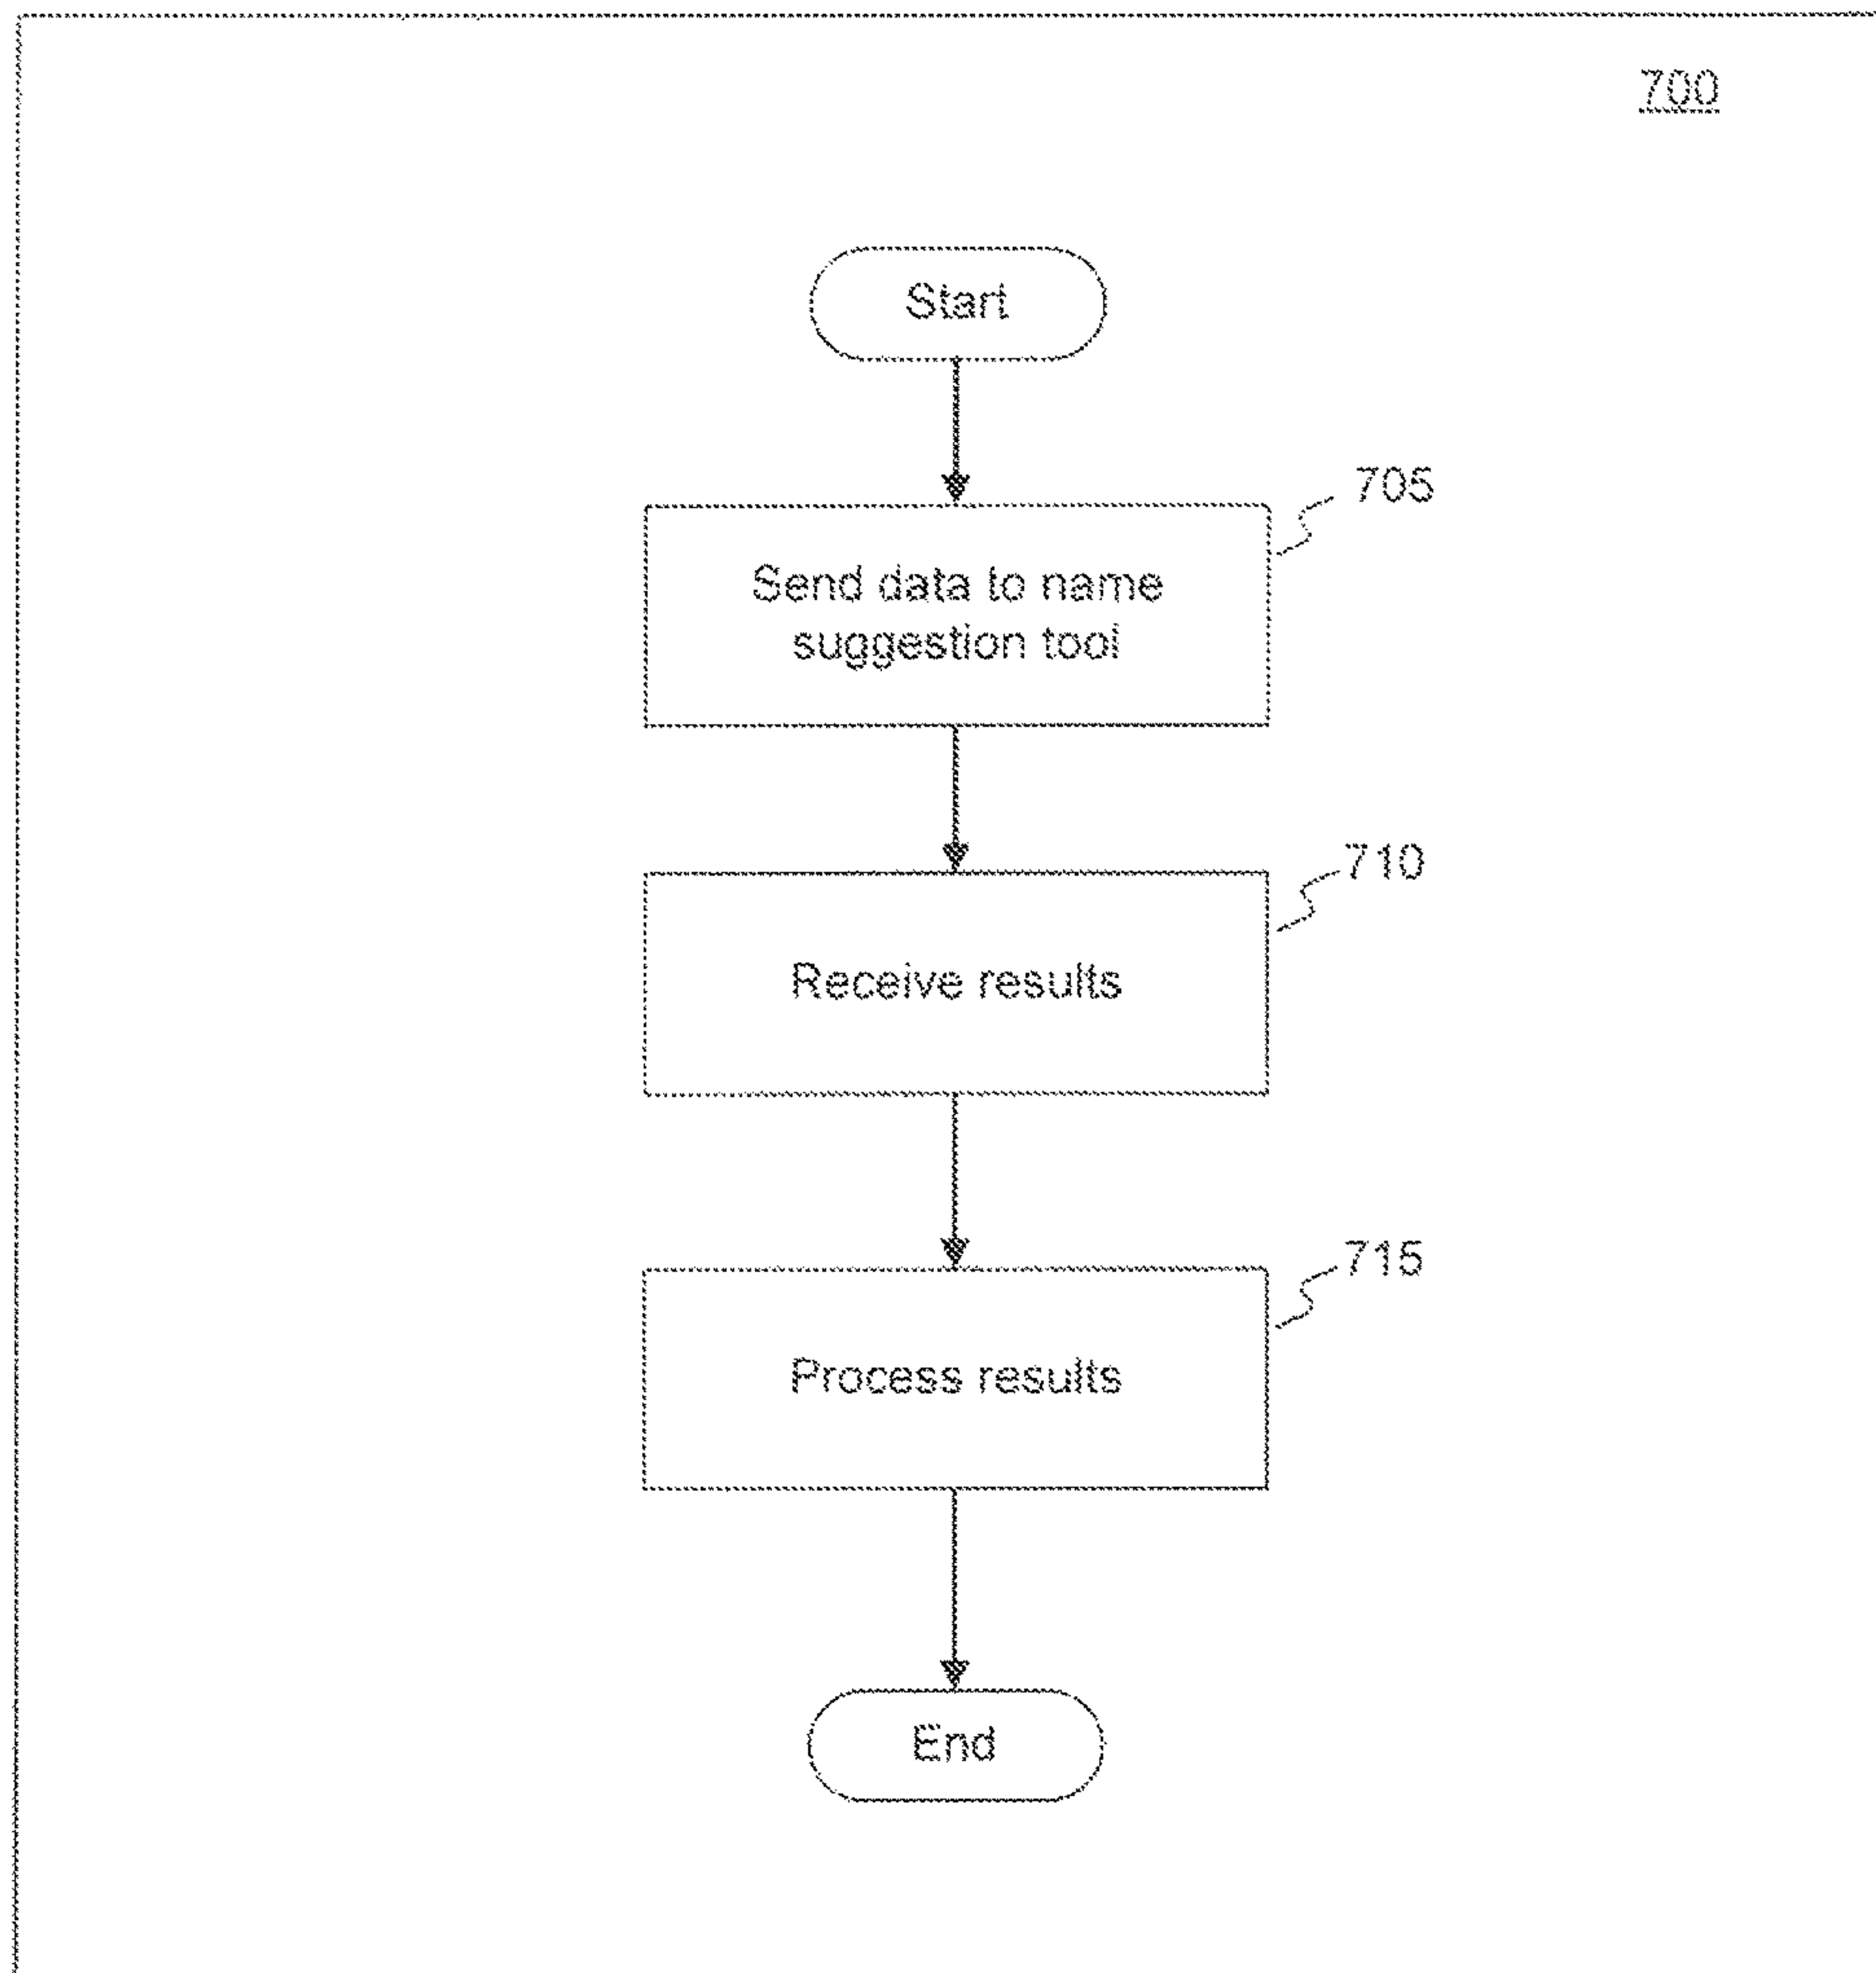 700
Start
705
Send data to name
suggestion tool
710
Receive results
715
Process results
End